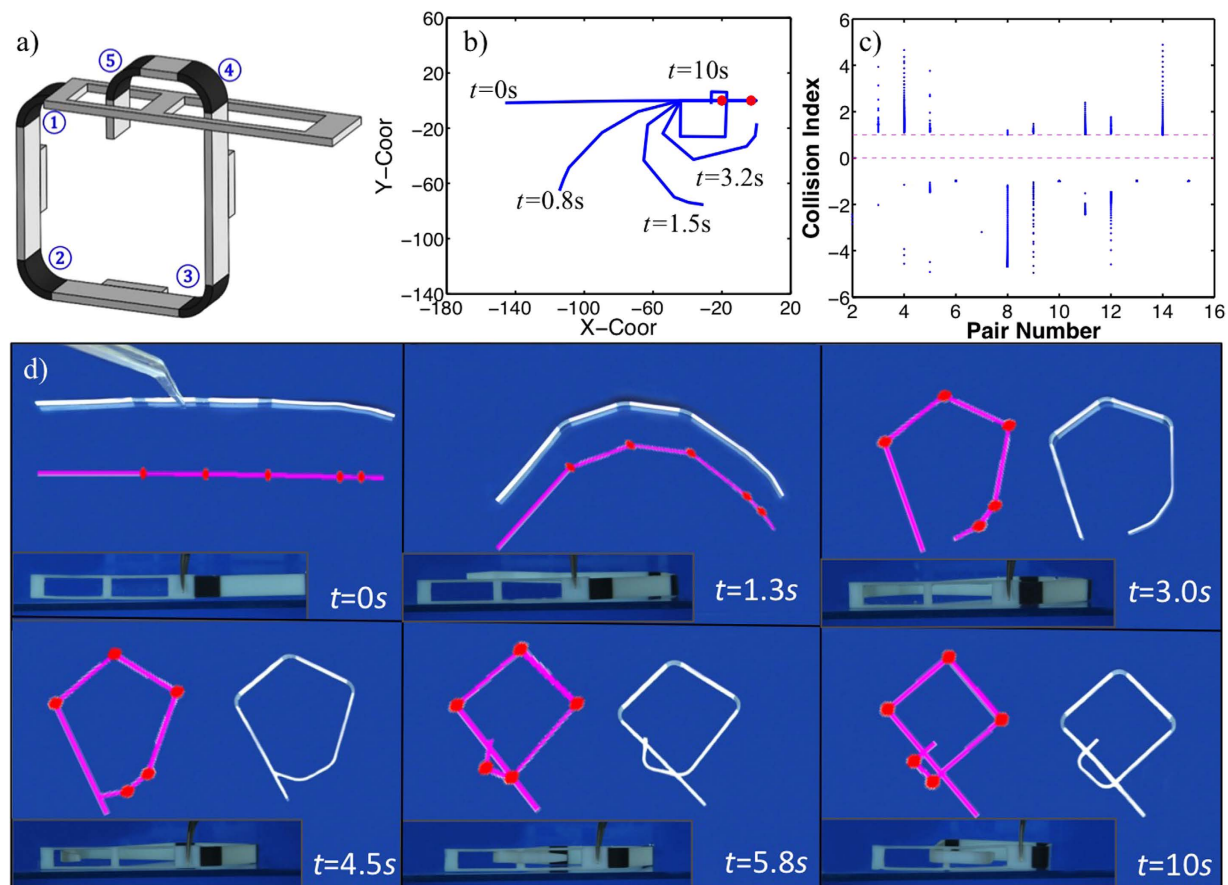 a)
⑤
④
①
②
③
b)
60
20
−20
−60
−100
−140
−180
−140
−100
−60
−20
20
Y−Coor
X−Coor
t=0s
t=10s
t=0.8s
t=1.5s
t=3.2s
c)
6
4
2
0
−2
−4
−6
2
4
6
8
10
12
14
16
Collision Index
Pair Number
d)
t=0s
t=1.3s
t=3.0s
t=4.5s
t=5.8s
t=10s